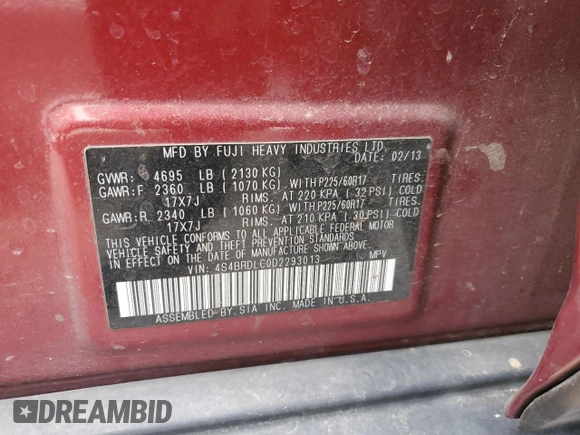 MFD BY FUJI HEAVY INDUSTRIES LTD.
DATE: 02/13
GVWR: 4695 LB ( 2130 KG)
GAWR:F 2360 LB ( 1070 KG) WITH P225/60R17 TIRES.
17X7J RIMS. AT 220 KPA ( 32 PSI) COLD
GAWR:R 2340 LB ( 1060 KG) WITH P225/60R17 TIRES.
17X7J RIMS. AT 210 KPA ( 30 PSI) COLD
THIS VEHICLE CONFORMS TO ALL APPLICABLE FEDERAL MOTOR
VEHICLE SAFETY AND THEFT PREVENTION STANDARDS
IN EFFECT ON THE DATE OF MANUFACTURE SHOWN ABOVE.
VIN: 4S4BRDLC0D2293013 MPV
ASSEMBLED BY SIA INC. MADE IN U.S.A.
DREAMBID